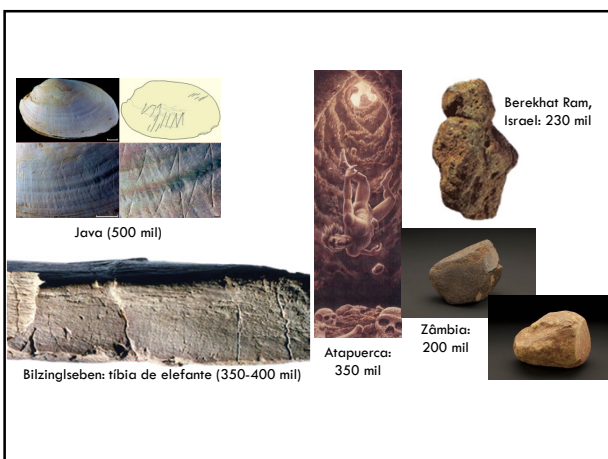 Java (500 mil)
Bilzinglseben: tíbia de elefante (350-400 mil)
Atapuerca:
350 mil
Berekhat Ram,
Israel: 230 mil
Zâmbia:
200 mil